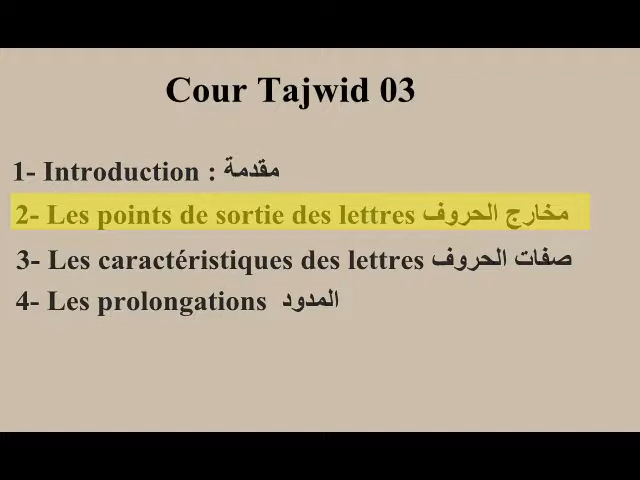 Cour Tajwid 03
1- Introduction : مقدمة
2- Les points de sortie des lettres مخارج الحروف
3- Les caractéristiques des lettres صفات الحروف
4- Les prolongations المدود